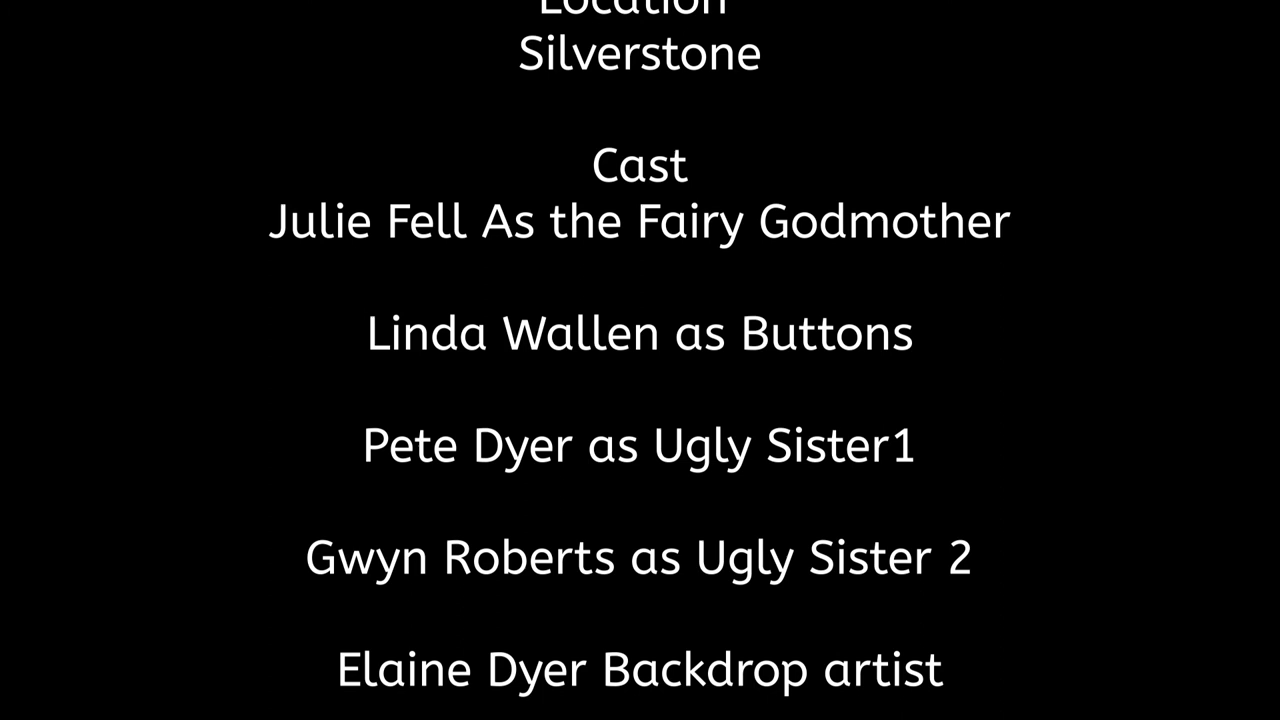 Location
Silverstone
Cast
Julie Fell As the Fairy Godmother
Linda Wallen as Buttons
Pete Dyer as Ugly Sister1
Gwyn Roberts as Ugly Sister 2
Elaine Dyer Backdrop artist